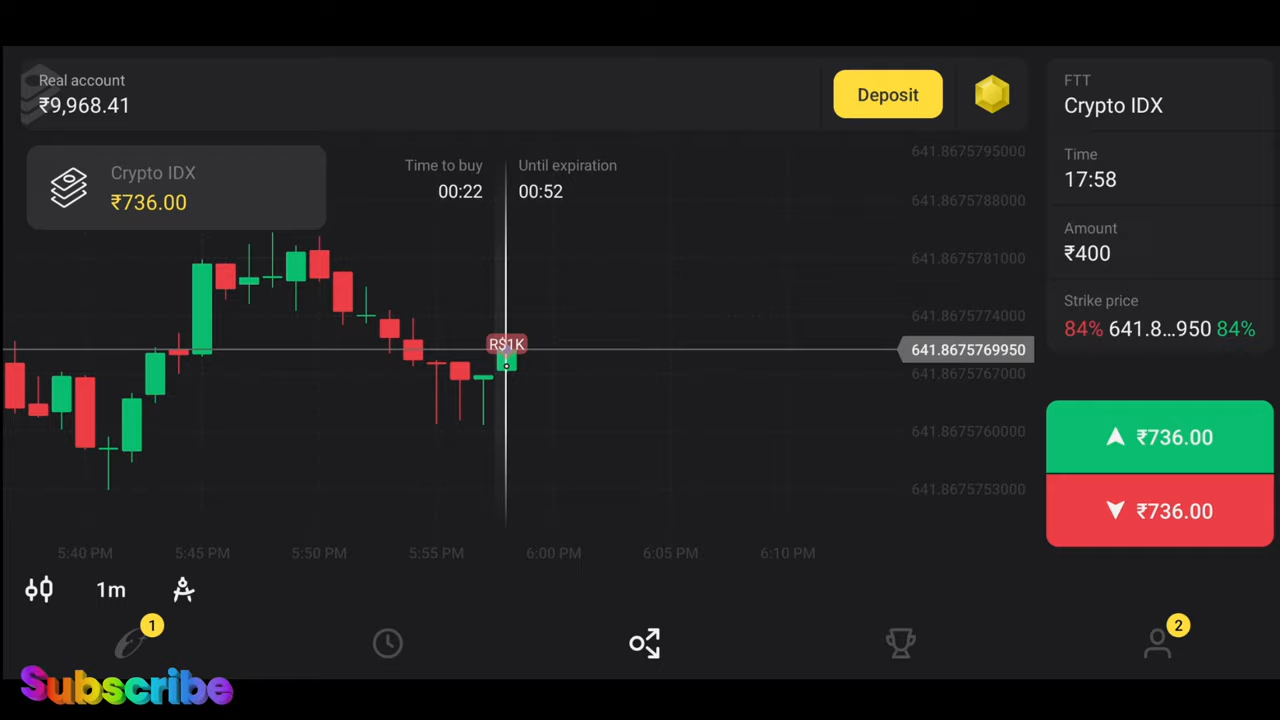 Real account
₹9,968.41
Deposit
FTT
Crypto IDX
Crypto IDX
₹736.00
Time to buy
00:22
Until expiration
00:52
641.8675795000
641.8675788000
641.8675781000
641.8675774000
641.8675769950
641.8675767000
641.8675760000
641.8675753000
R$1K
Time
17:58
Amount
₹400
Strike price
84% 641.8...950 84%
₹736.00
₹736.00
5:40 PM
5:45 PM
5:50 PM
5:55 PM
6:00 PM
6:05 PM
6:10 PM
1m
1
2
Subscribe